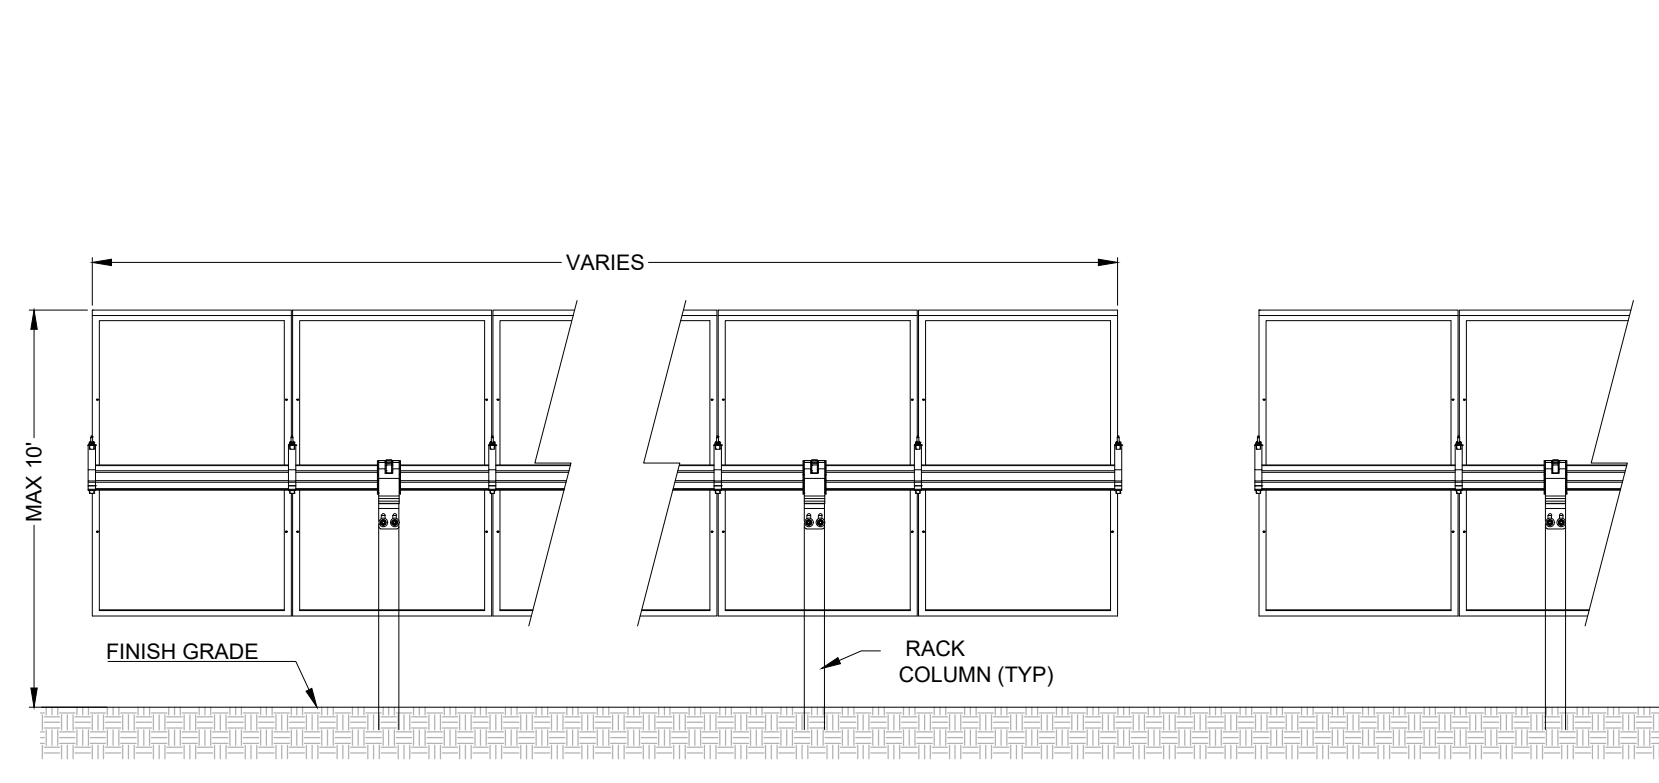 VARIES
MAX 10'
FINISH GRADE
RACK
COLUMN (TYP)